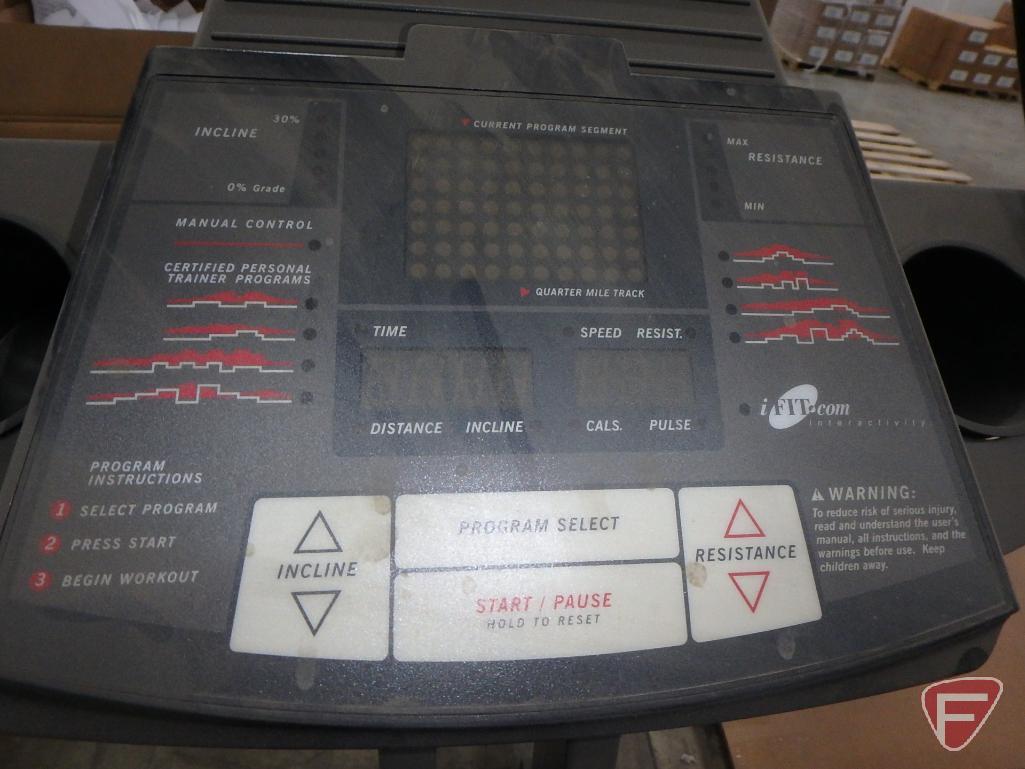 INCLINE
30%
0% Grade
MANUAL CONTROL
CERTIFIED PERSONAL
TRAINER PROGRAMS
CURRENT PROGRAM SEGMENT
QUARTER MILE TRACK
MAX
RESISTANCE
MIN
TIME
SPEED RESIST.
DISTANCE INCLINE
CALS. PULSE
iFIT.com
interactivity
PROGRAM
INSTRUCTIONS
1 SELECT PROGRAM
2 PRESS START
3 BEGIN WORKOUT
INCLINE
PROGRAM SELECT
START / PAUSE
HOLD TO RESET
RESISTANCE
WARNING:
To reduce risk of serious injury,
read and understand the user's
manual, all instructions, and the
warnings before use. Keep
children away.
F